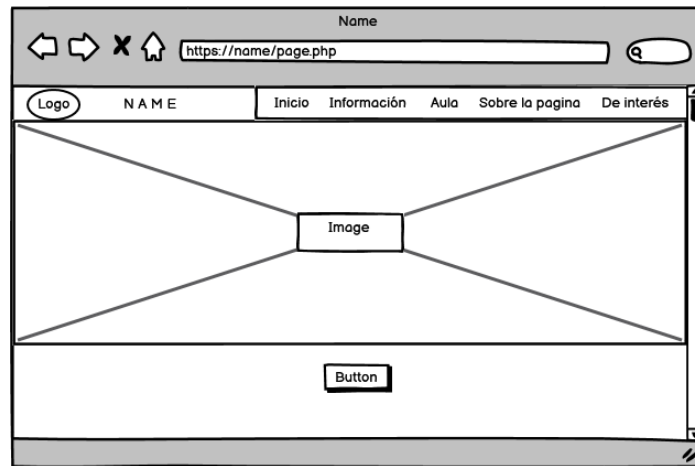 Name
https://name/page.php
Logo NAME Inicio Información Aula Sobre la pagina De interés
Image
Button